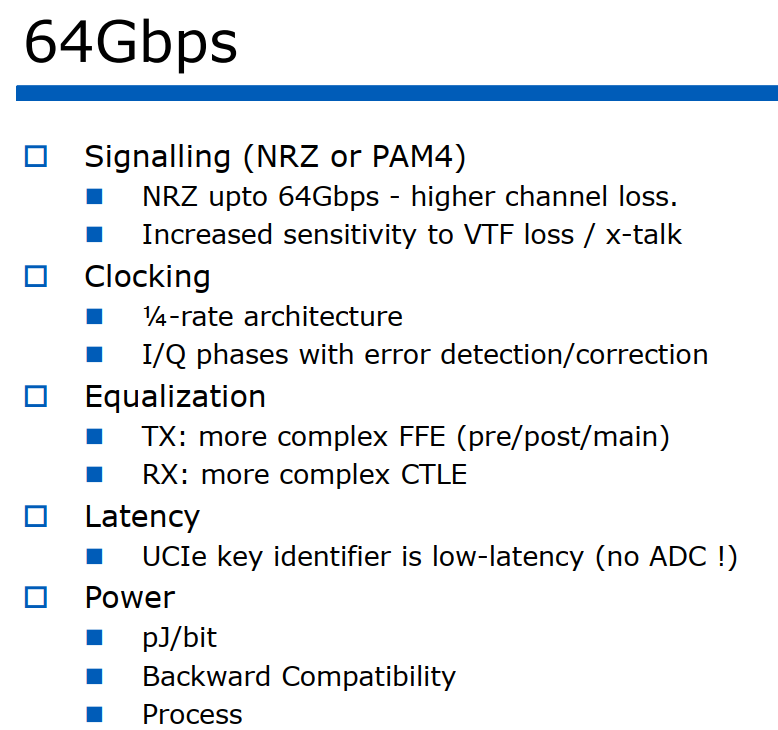 64Gbps
Signalling (NRZ or PAM4)
NRZ upto 64Gbps - higher channel loss.
Increased sensitivity to VTF loss / x-talk
Clocking
¼-rate architecture
I/Q phases with error detection/correction
Equalization
TX: more complex FFE (pre/post/main)
RX: more complex CTLE
Latency
UCIe key identifier is low-latency (no ADC !)
Power
pJ/bit
Backward Compatibility
Process